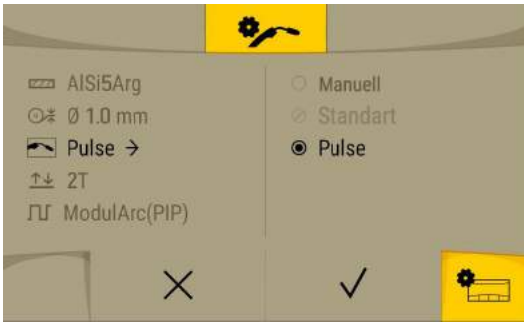 AlSi5Arg
Ø 1.0 mm
Pulse →
2T
ModulArc(PIP)
Manuell
Standart
Pulse